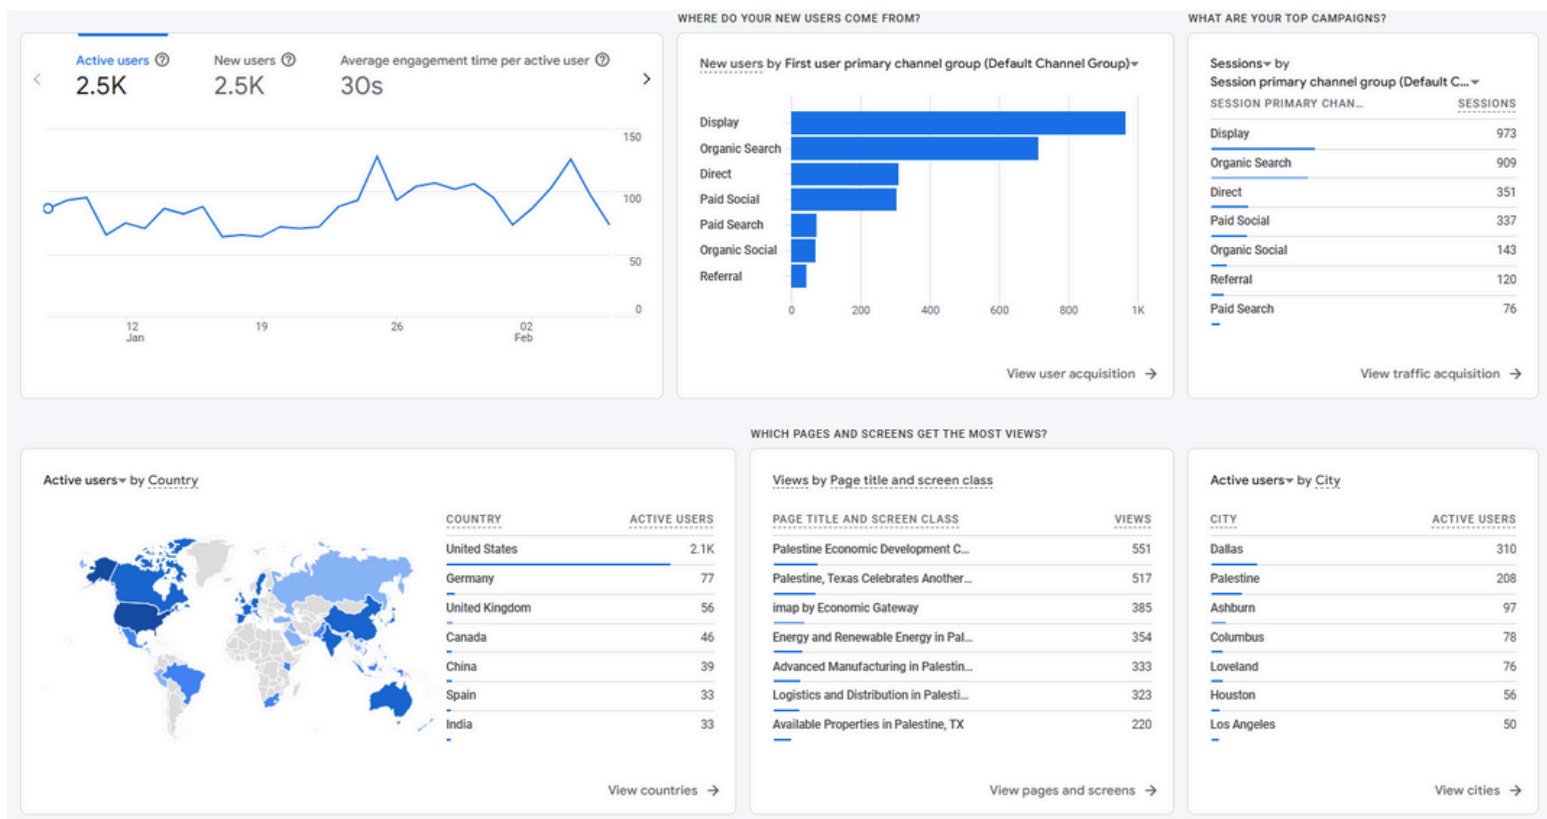 WHERE DO YOUR NEW USERS COME FROM?
WHAT ARE YOUR TOP CAMPAIGNS?
Active users
2.5K
New users
2.5K
Average engagement time per active user
30s
150
100
50
0
12
Jan
19
26
02
Feb
New users by First user primary channel group (Default Channel Group)
Display
Organic Search
Direct
Paid Social
Paid Search
Organic Social
Referral
0 200 400 600 800 1K
View user acquisition
Sessions by
Session primary channel group (Default C...
SESSION PRIMARY CHAN... SESSIONS
Display 973
Organic Search 909
Direct 351
Paid Social 337
Organic Social 143
Referral 120
Paid Search 76
View traffic acquisition
WHICH PAGES AND SCREENS GET THE MOST VIEWS?
Active users by Country
COUNTRY ACTIVE USERS
United States 2.1K
Germany 77
United Kingdom 56
Canada 46
China 39
Spain 33
India 33
View countries
Views by Page title and screen class
PAGE TITLE AND SCREEN CLASS VIEWS
Palestine Economic Development C... 551
Palestine, Texas Celebrates Another... 517
imap by Economic Gateway 385
Energy and Renewable Energy in Pal... 354
Advanced Manufacturing in Palestin... 333
Logistics and Distribution in Palesti... 323
Available Properties in Palestine, TX 220
View pages and screens
Active users by City
CITY ACTIVE USERS
Dallas 310
Palestine 208
Ashburn 97
Columbus 78
Loveland 76
Houston 56
Los Angeles 50
View cities